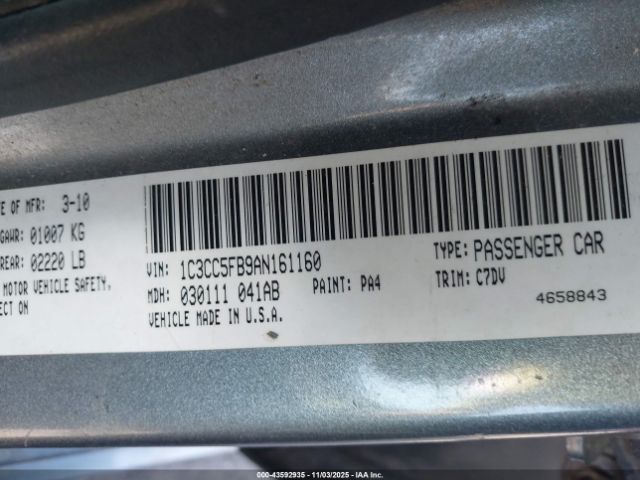 E OF MFR: 3-10
GAWR: 01007 KG
REAR: 02220 LB
MOTOR VEHICLE SAFETY.
ECT ON
VIN: 1C3CC5FB9AN161160
TYPE: PASSENGER CAR
MDH: 030111 041AB
PAINT: PA4
TRIM: C7DV
VEHICLE MADE IN U.S.A.
4658843
000-43592935 - 11/03/2025 - IAA Inc.